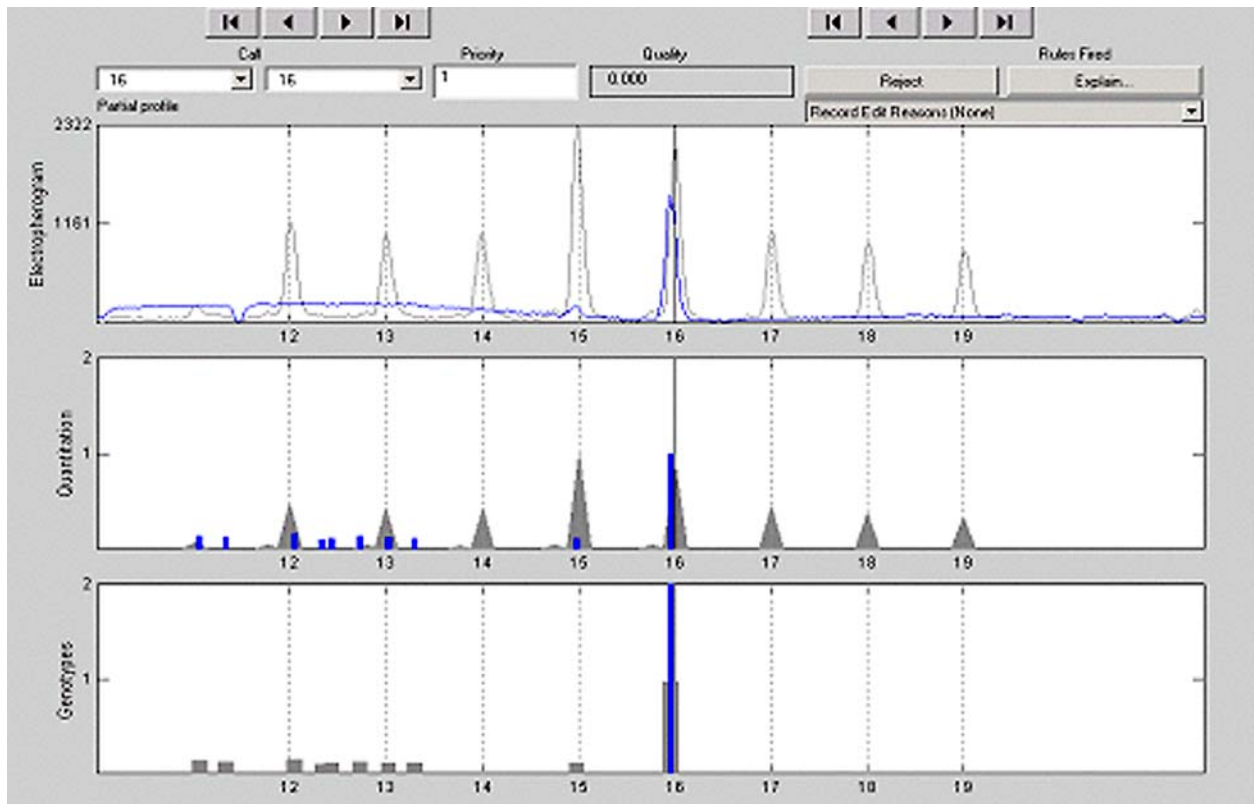 Call Priority Quality Rules Fired
16 16 1 0.000 Reject Explain...
Partial profile Record Edit Reasons (None)
2322
1161
Electropherogram
12 13 14 15 16 17 18 19
2
1
Quantitation
12 13 14 15 16 17 18 19
2
1
Genotypes
12 13 14 15 16 17 18 19